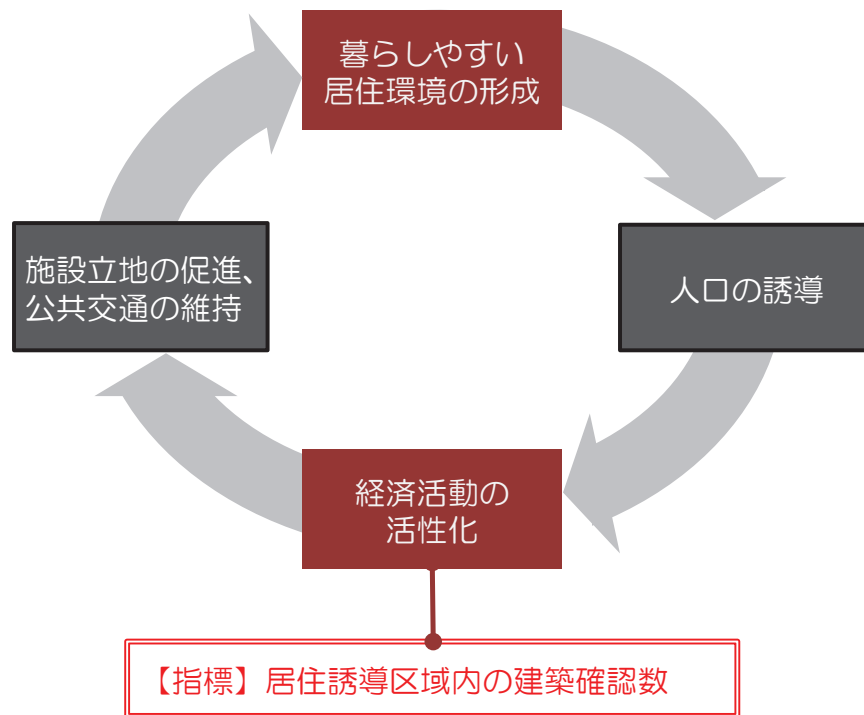 暮らしやすい
居住環境の形成
施設立地の促進、
公共交通の維持
人口の誘導
経済活動の
活性化
【指標】居住誘導区域内の建築確認数